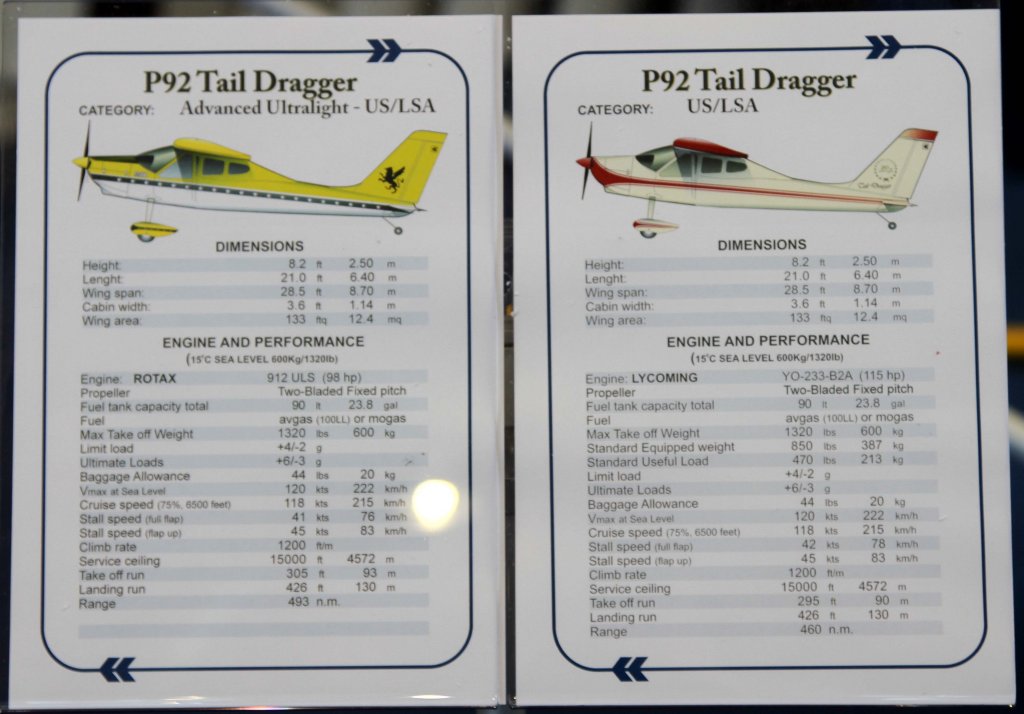 P92 Tail Dragger
CATEGORY: Advanced Ultralight - US/LSA
DIMENSIONS
Height: 8.2 ft 2.50 m
Lenght: 21.0 ft 6.40 m
Wing span: 28.5 ft 8.70 m
Cabin width: 3.6 ft 1.14 m
Wing area: 133 ftq 12.4 mq
ENGINE AND PERFORMANCE
(15°C SEA LEVEL 600Kg/1320lb)
Engine: ROTAX 912 ULS (98 hp)
Propeller Two-Bladed Fixed pitch
Fuel tank capacity total 90 lt 23.8 gal
Fuel avgas (100LL) or mogas
Max Take off Weight 1320 lbs 600 kg
Limit load +4/-2 g
Ultimate Loads +6/-3 g
Baggage Allowance 44 lbs 20 kg
Vmax at Sea Level 120 kts 222 km/h
Cruise speed (75%, 6500 feet) 118 kts 215 km/h
Stall speed (full flap) 41 kts 76 km/h
Stall speed (flap up) 45 kts 83 km/h
Climb rate 1200 ft/m
Service ceiling 15000 ft 4572 m
Take off run 305 ft 93 m
Landing run 426 ft 130 m
Range 493 n.m.
P92 Tail Dragger
CATEGORY: US/LSA
Tail-Dragger
DIMENSIONS
Height: 8.2 ft 2.50 m
Lenght: 21.0 ft 6.40 m
Wing span: 28.5 ft 8.70 m
Cabin width: 3.6 ft 1.14 m
Wing area: 133 ftq 12.4 mq
ENGINE AND PERFORMANCE
(15°C SEA LEVEL 600Kg/1320lb)
Engine: LYCOMING YO-233-B2A (115 hp)
Propeller Two-Bladed Fixed pitch
Fuel tank capacity total 90 lt 23.8 gal
Fuel avgas (100LL) or mogas
Max Take off Weight 1320 lbs 600 kg
Standard Equipped weight 850 lbs 387 kg
Standard Useful Load 470 lbs 213 kg
Limit load +4/-2 g
Ultimate Loads +6/-3 g
Baggage Allowance 44 lbs 20 kg
Vmax at Sea Level 120 kts 222 km/h
Cruise speed (75%, 6500 feet) 118 kts 215 km/h
Stall speed (full flap) 42 kts 78 km/h
Stall speed (flap up) 45 kts 83 km/h
Climb rate 1200 ft/m
Service ceiling 15000 ft 4572 m
Take off run 295 ft 90 m
Landing run 426 ft 130 m
Range 460 n.m.